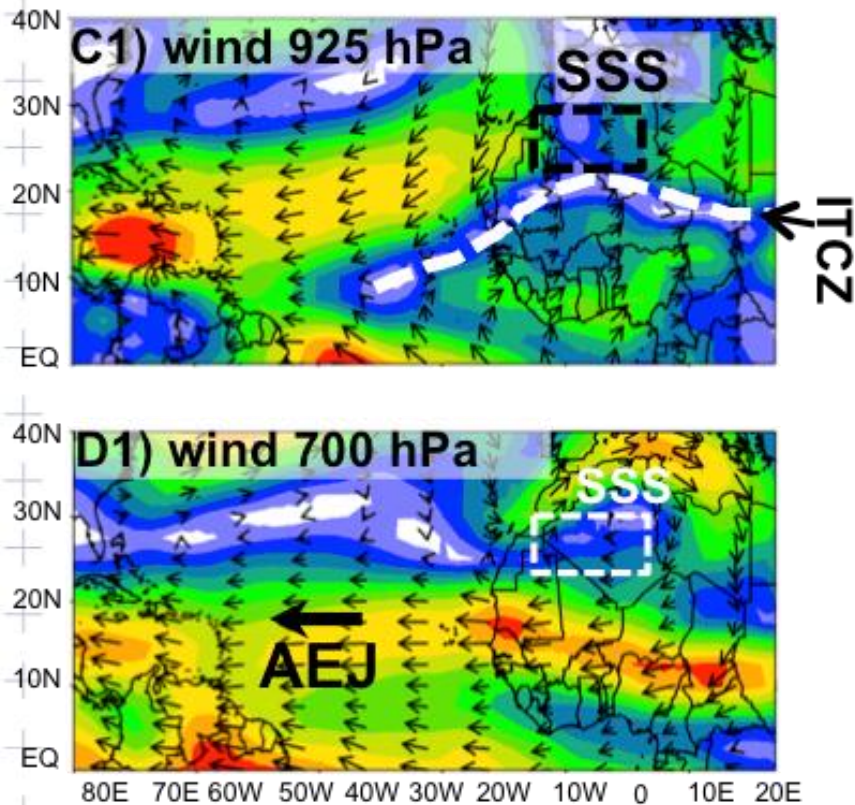 40N
C1) wind 925 hPa
SSS
30N
20N
ITCZ
10N
EQ
40N
D1) wind 700 hPa
SSS
30N
20N
AEJ
10N
EQ
80E 70E 60W 50W 40W 30W 20W 10W 0 10E 20E